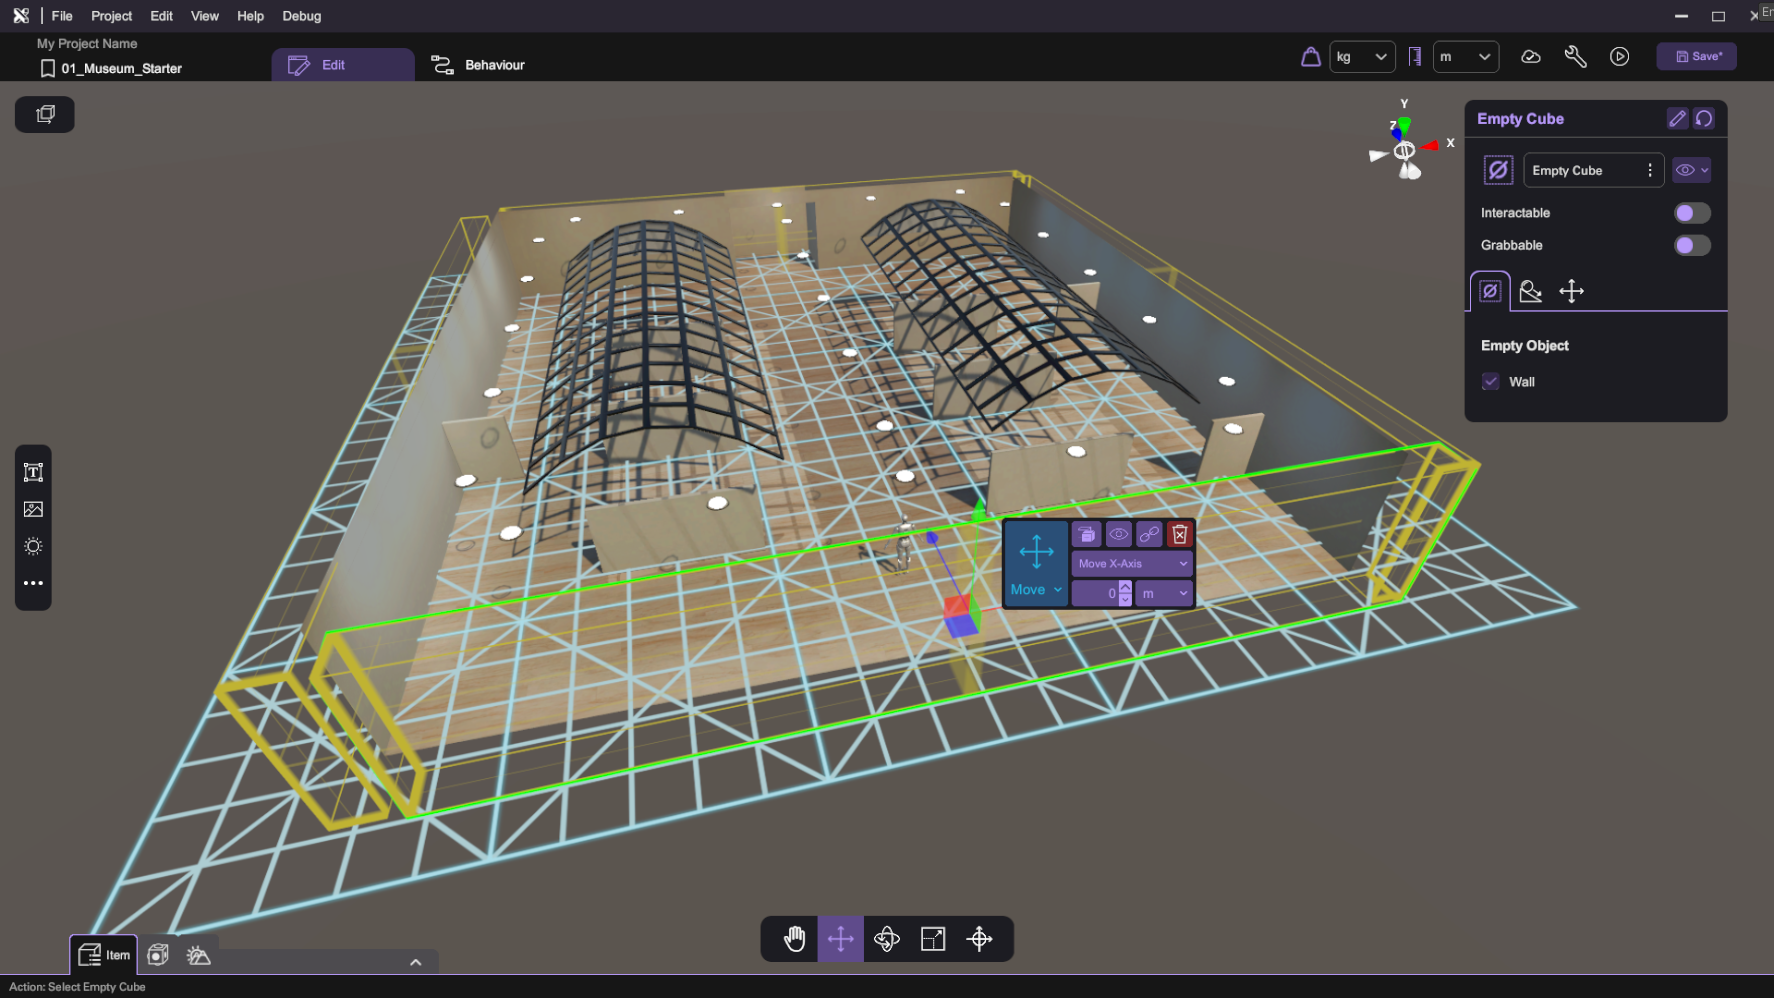 File Project Edit View Help Debug
En
My Project Name
01_Museum_Starter
Edit
Behaviour
kg
m
Save*
Y
Z
X
Empty Cube
Empty Cube
Interactable
Grabbable
Empty Object
Wall
Move X-Axis
Move
0
m
Item
Action: Select Empty Cube